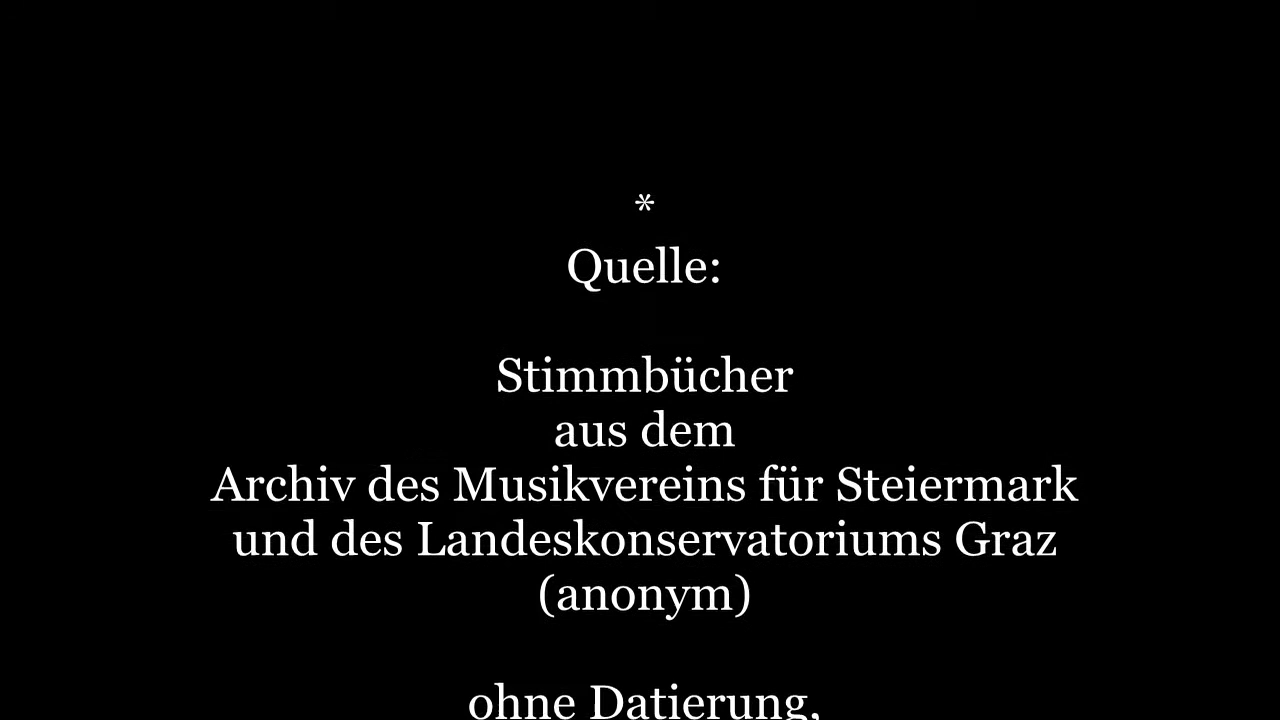 *
Quelle:
Stimmbücher
aus dem
Archiv des Musikvereins für Steiermark
und des Landeskonservatoriums Graz
(anonym)
ohne Datierung,